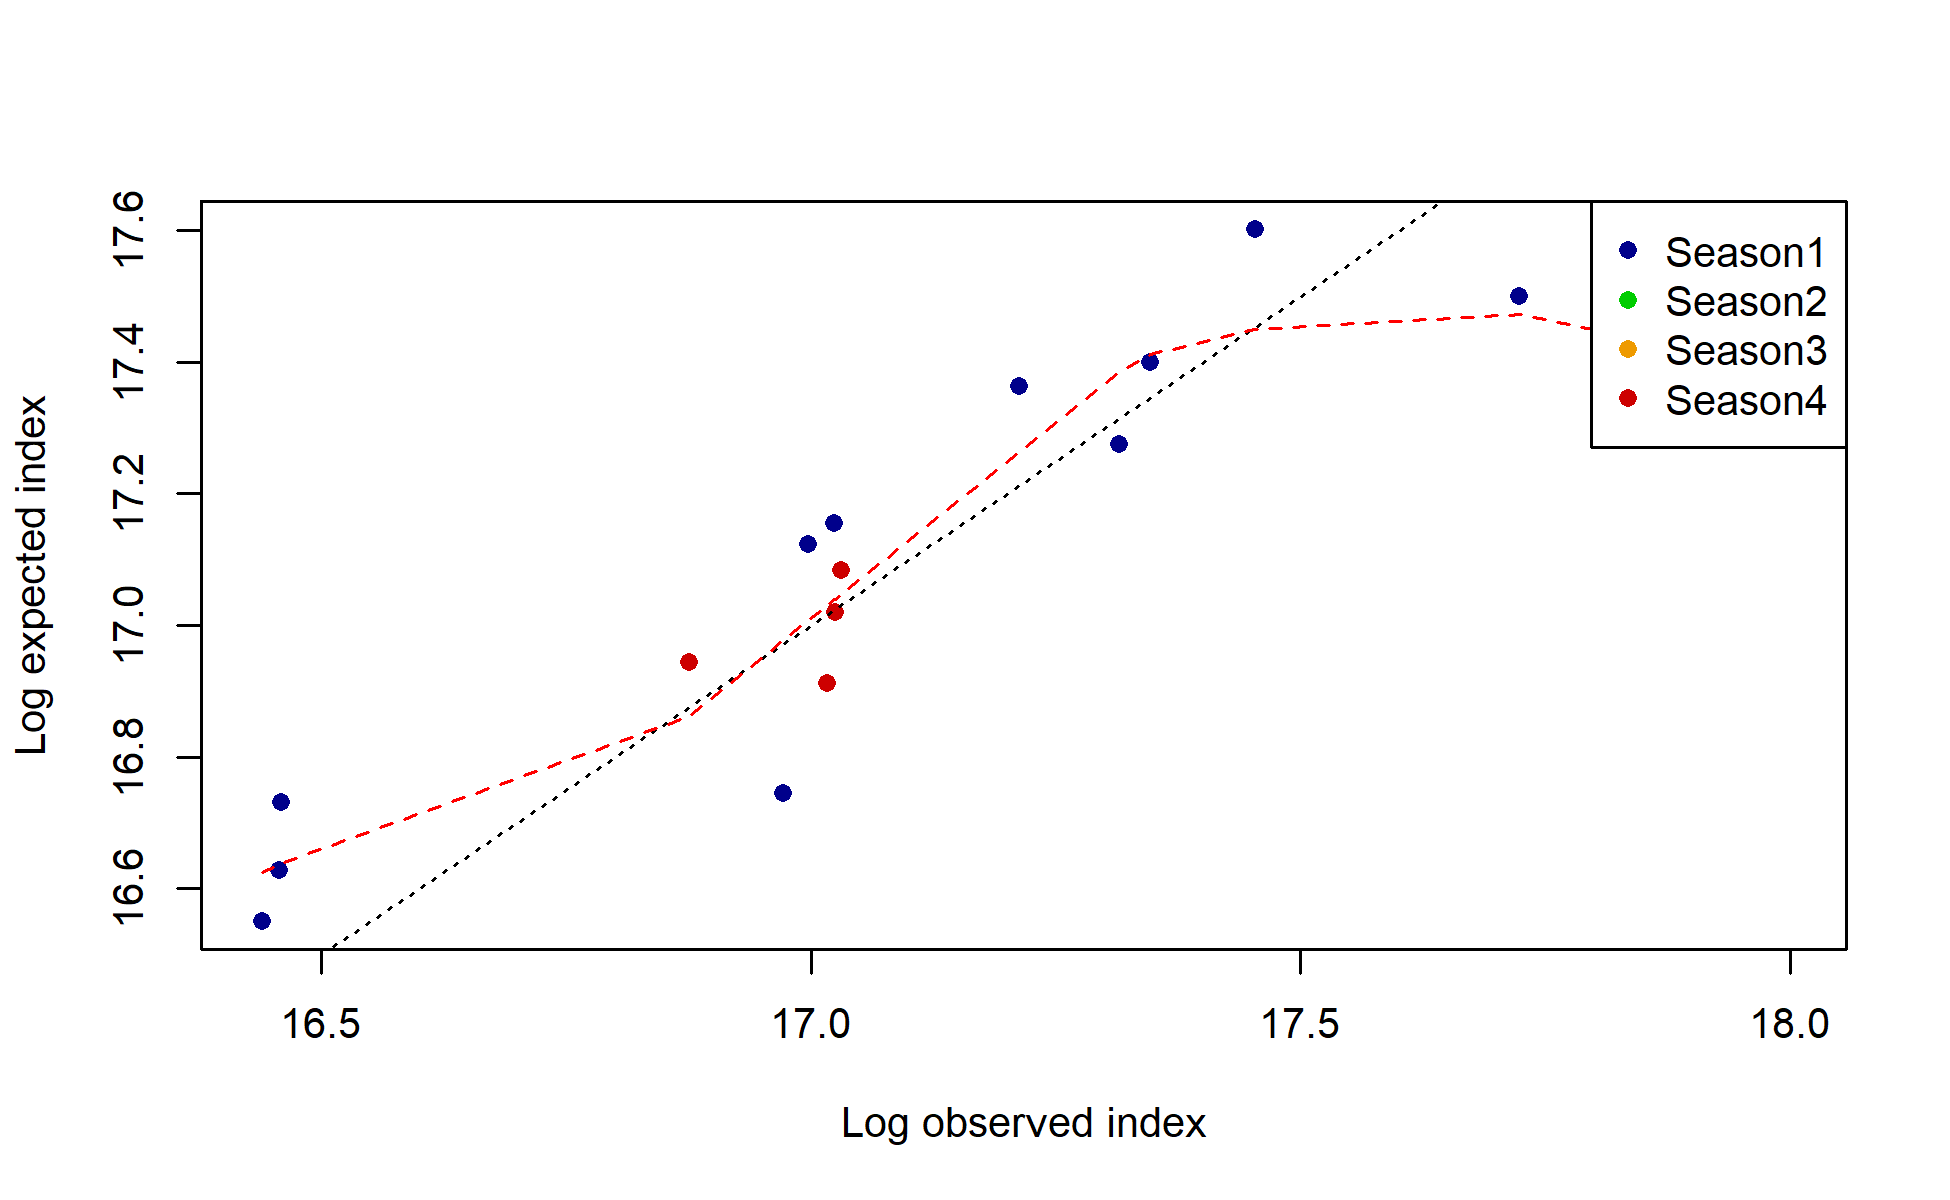 Season1
Season2
Season3
Season4
17.6
17.4
17.2
17.0
16.8
16.6
Log expected index
16.5
17.0
17.5
18.0
Log observed index